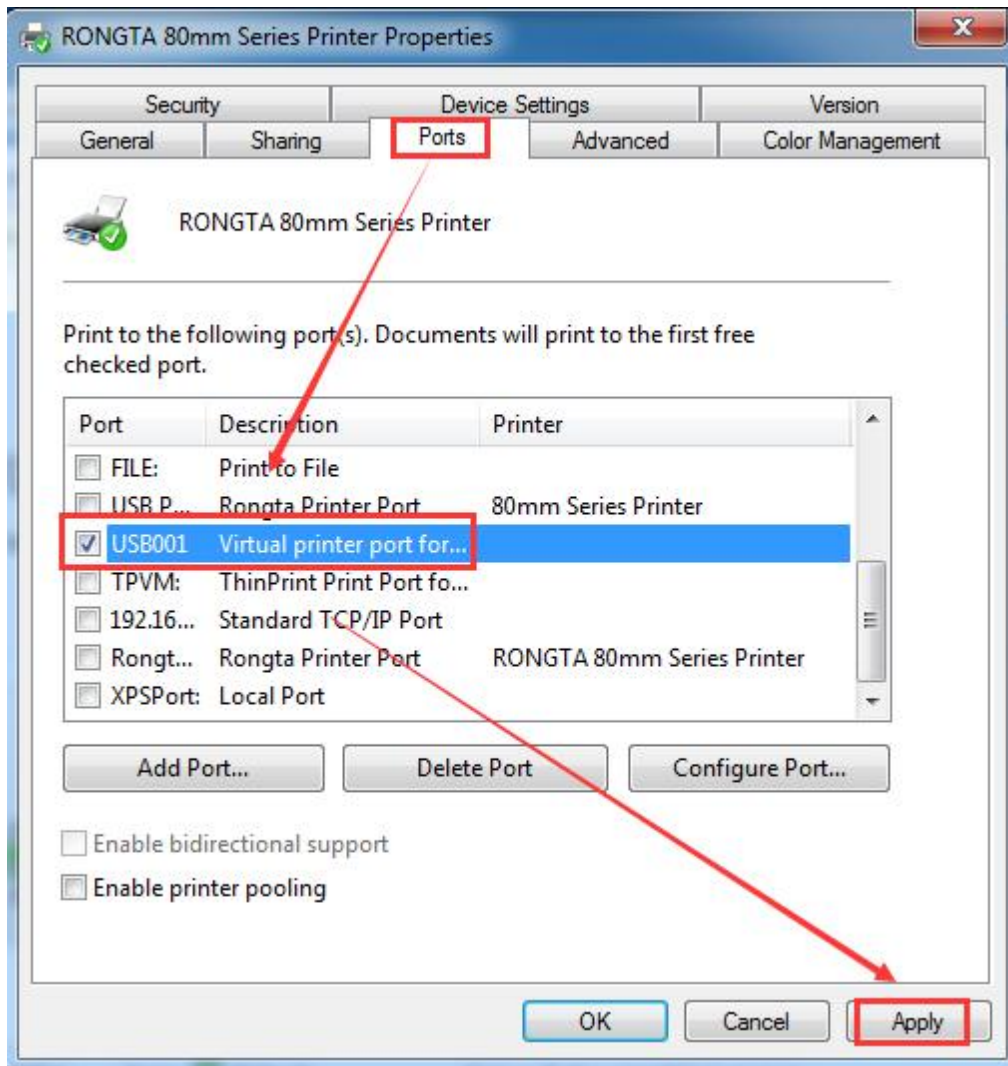 RONGTA 80mm Series Printer Properties
Security Device Settings Version
General Sharing Ports Advanced Color Management
RONGTA 80mm Series Printer
Print to the following port(s). Documents will print to the first free
checked port.
Port Description Printer
FILE: Print to File
USB P... Rongta Printer Port 80mm Series Printer
USB001 Virtual printer port for...
TPVM: ThinPrint Print Port fo...
192.16... Standard TCP/IP Port
Rongt... Rongta Printer Port RONGTA 80mm Series Printer
XPSPort: Local Port
Add Port... Delete Port Configure Port...
Enable bidirectional support
Enable printer pooling
OK Cancel Apply